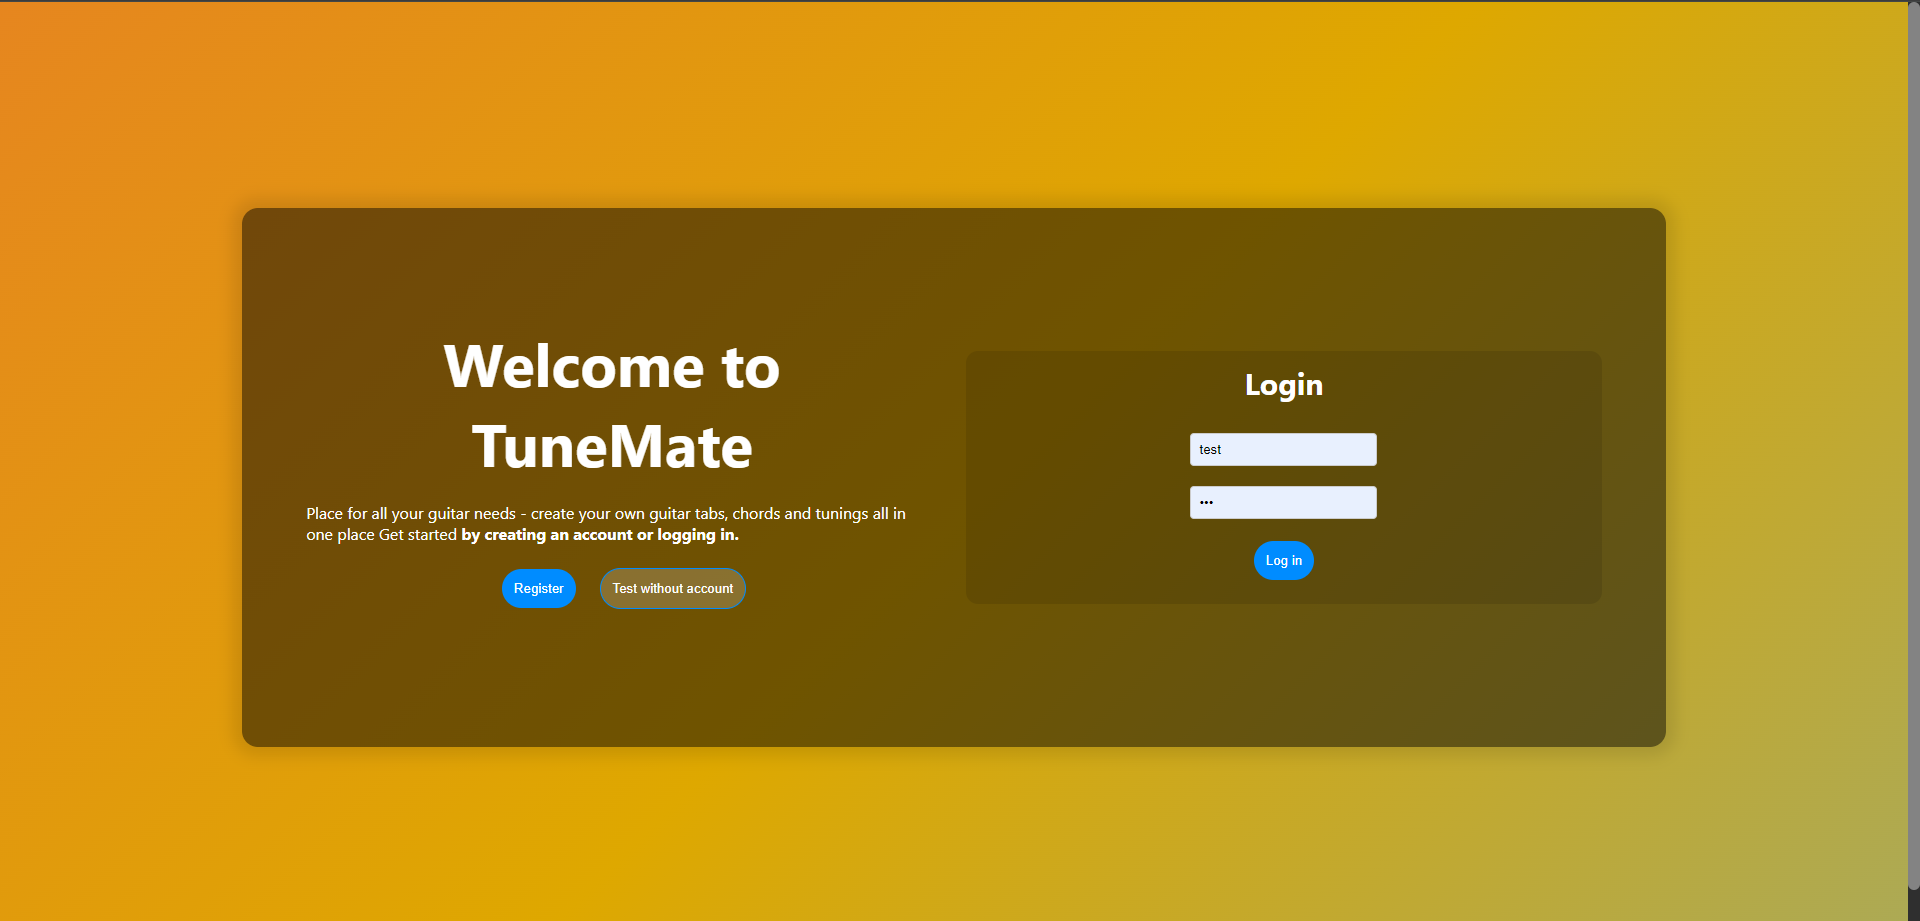 Welcome to
TuneMate
Place for all your guitar needs - create your own guitar tabs, chords and tunings all in
one place Get started by creating an account or logging in.
Register
Test without account
Login
test
•••
Log in